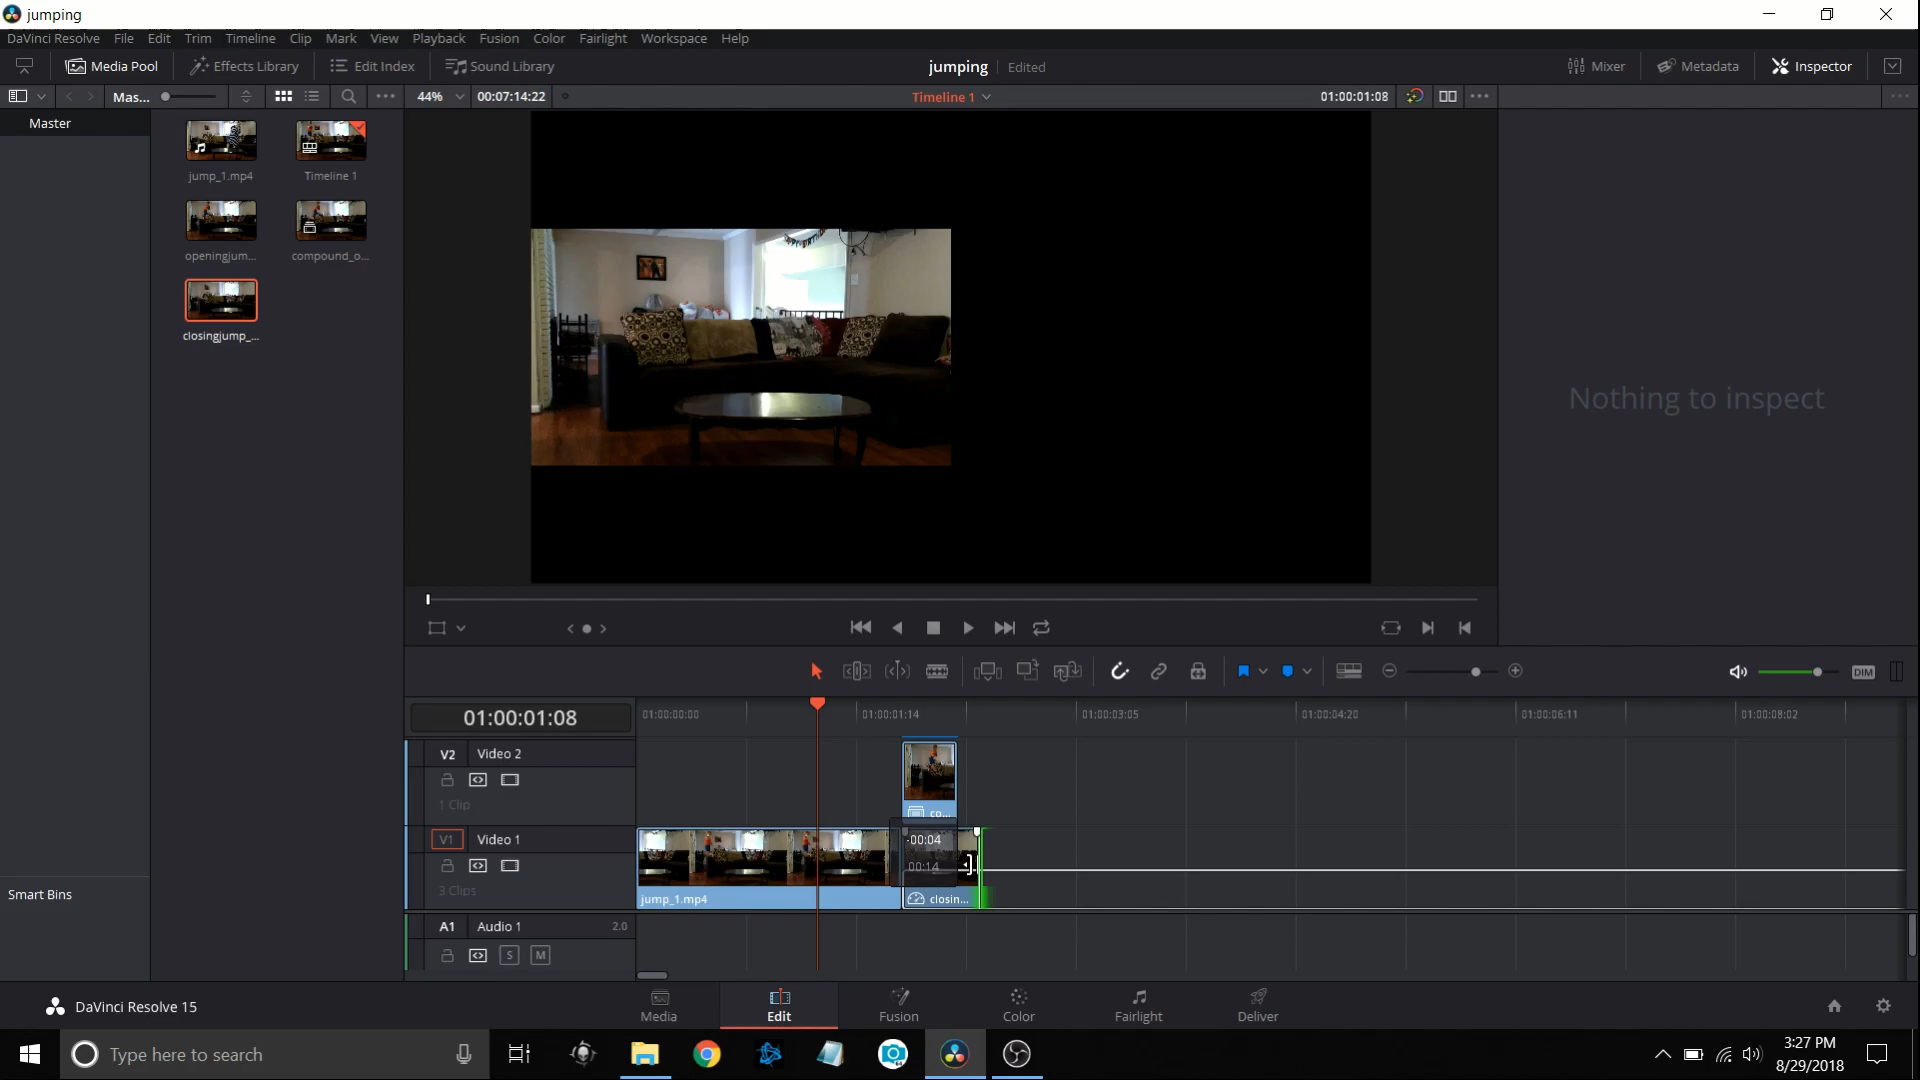 jumping
DaVinci Resolve File Edit Trim Timeline Clip Mark View Playback Fusion Color Fairlight Workspace Help
Media Pool Effects Library Edit Index Sound Library jumping Edited Mixer Metadata Inspector
Mas... 44% 00:07:14:22 Timeline 1 01:00:01:08
Master
jump_1.mp4 Timeline 1
openingjum... compound_o...
closingjump_...
Nothing to inspect
DIM
01:00:01:08 01:00:00:00 01:00:01:14 01:00:03:05 01:00:04:20 01:00:06:11 01:00:08:02
V2 Video 2
1 Clip
co...
V1 Video 1
-00:04
00:14
3 Clips
jump_1.mp4 closin...
Smart Bins
A1 Audio 1 2.0
S M
DaVinci Resolve 15
Media Edit Fusion Color Fairlight Deliver
Type here to search
3:27 PM
8/29/2018